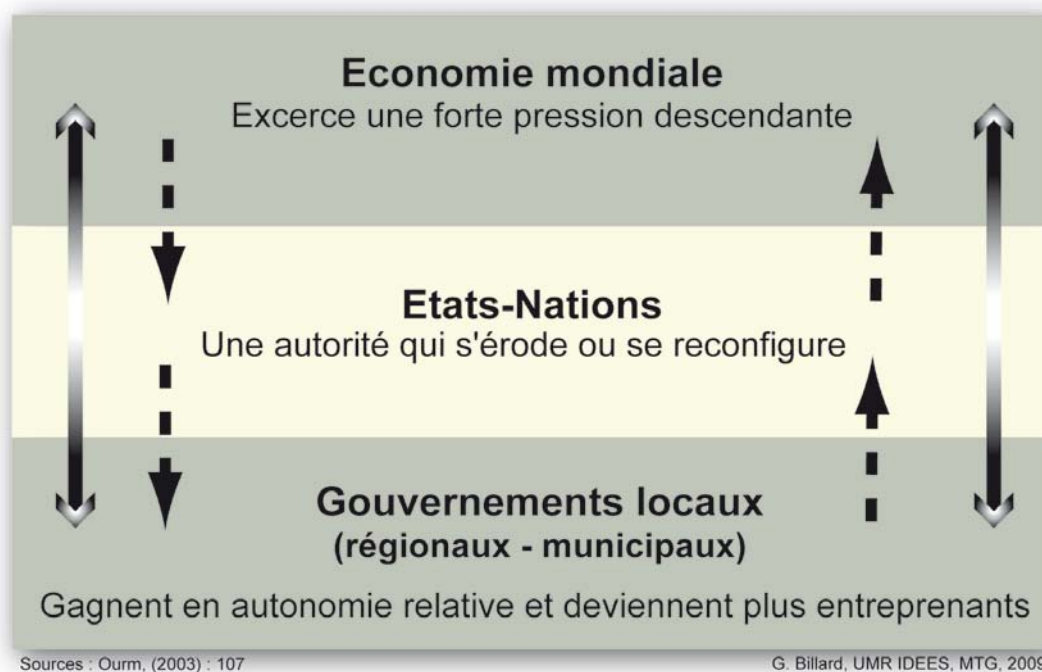 Economie mondiale
Excerce une forte pression descendante
Etats-Nations
Une autorité qui s'érode ou se reconfigure
Gouvernements locaux
(régionaux - municipaux)
Gagnent en autonomie relative et deviennent plus entreprenants
Sources : Ourm, (2003) : 107
G. Billard, UMR IDEES, MTG, 2009